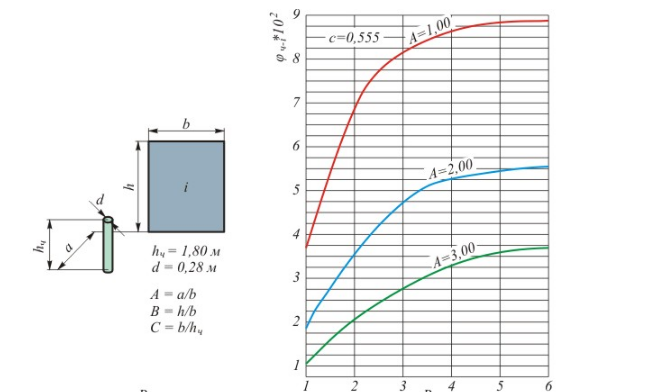 φч-i*10²
9
8
7
6
5
4
3
2
1
c=0,555
A=1,00
A=2,00
A=3,00
1 2 3 4 5 6
b
h
i
d
hч
a
hч = 1,80 м
d = 0,28 м
A = a/b
B = h/b
C = b/hч